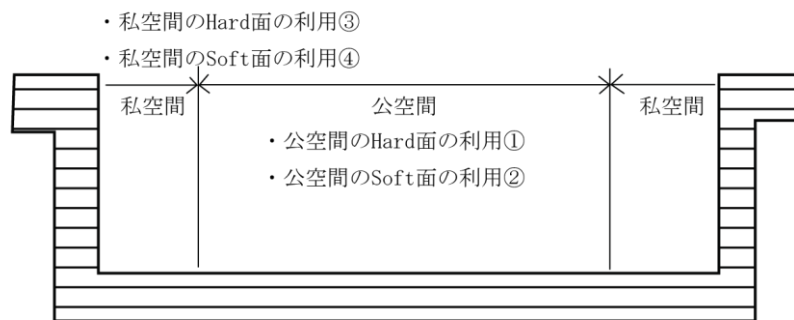 ・私空間のHard面の利用③
・私空間のSoft面の利用④
私空間 公空間 私空間
・公空間のHard面の利用①
・公空間のSoft面の利用②